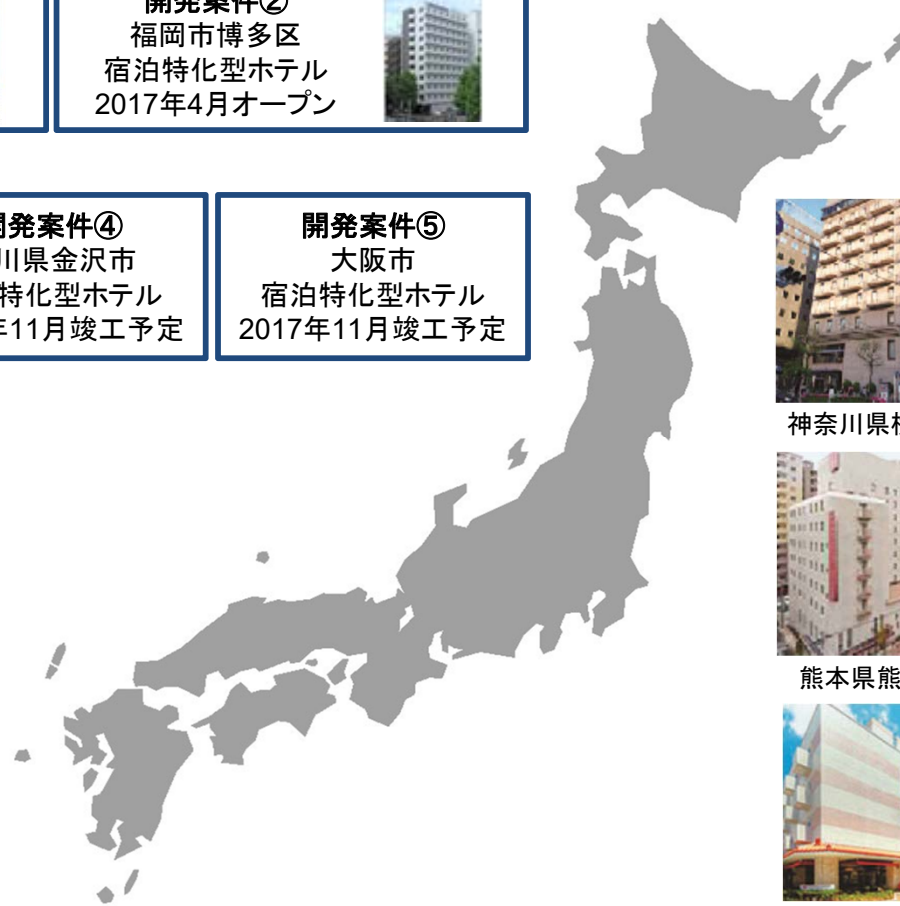 開発案件②
福岡市博多区
宿泊特化型ホテル
2017年4月オープン
発案件④
川県金沢市
特化型ホテル
11月竣工予定
開発案件⑤
大阪市
宿泊特化型ホテル
2017年11月竣工予定
神奈川県
熊本県熊